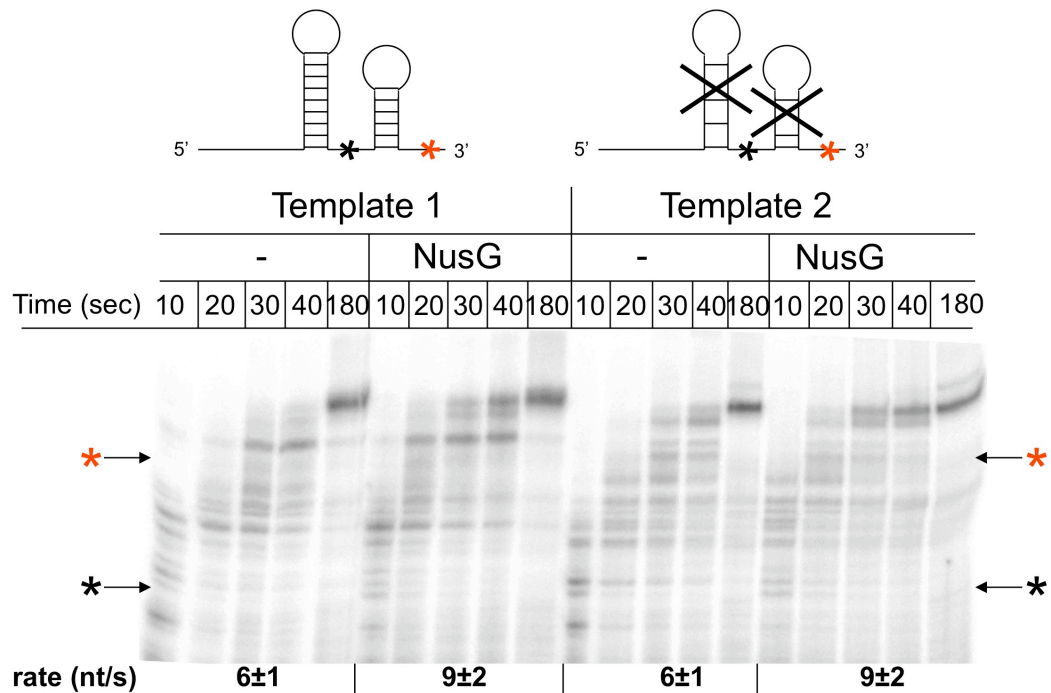 5' 3' 5' 3'
* * * *
Template 1 Template 2
- NusG - NusG
Time (sec) 10 20 30 40 180 10 20 30 40 180 10 20 30 40 180 10 20 30 40 180
* *
* *
rate (nt/s) 6±1 9±2 6±1 9±2